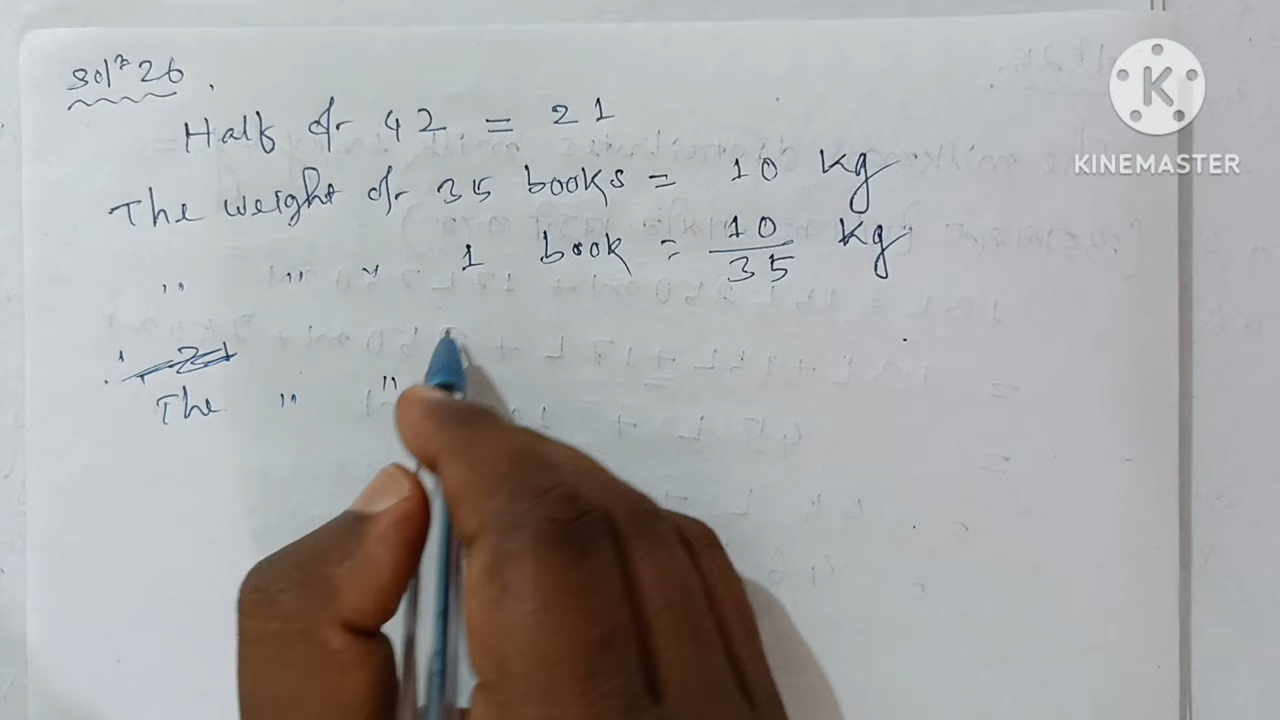 Solⁿ 26.
Half of 42 = 21
The weight of 35 books = 10 kg
" " " 1 book = 10/35 kg
The " "
KINEMASTER